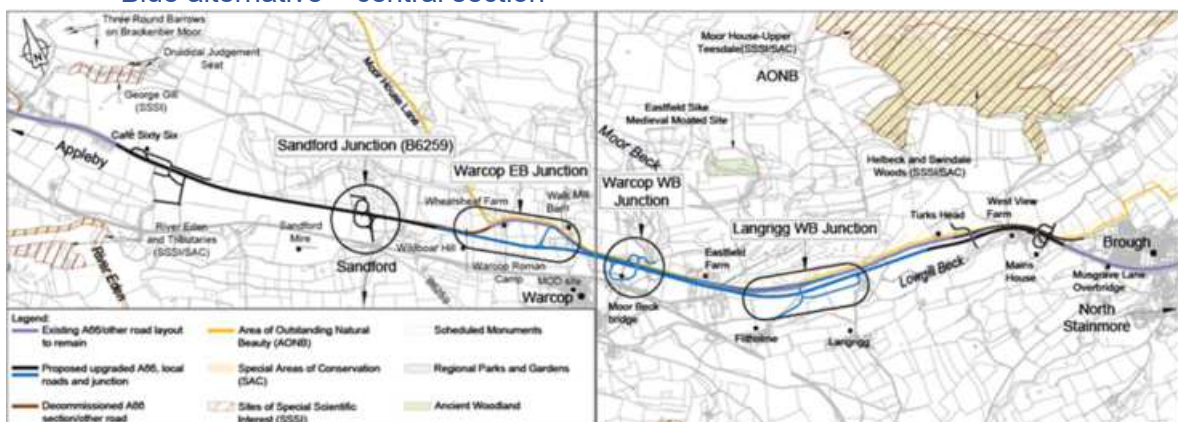 Blue alternative – central section
Three Round Barrows
on Brackenber Moor
Druidical Judgement
Seat
George Gill
(SSSI)
Café Sixty Six
Appleby
N
Moor House Lane
Sandford Junction (B6259)
Warcop EB Junction
Wheatsheaf Farm
Walk Mill
Barn
River Eden
and Tributaries
(SSSI/SAC)
River Eden
Sandford
Mire
Sandford
Wildboar Hill
Warcop Roman
Camp
MOD site
B6259
Warcop
Moor House-Upper
Teesdale(SSSI/SAC)
AONB
Eastfield Sike
Medieval Moated Site
Moor Beck
Warcop WB
Junction
Helbeck and Swindale
Woods (SSSI/SAC)
Langrigg WB Junction
Turks Head
West View
Farm
Eastfield
Farm
Lowgill Beck
Brough
Mains
House
Musgrave Lane
Overbridge
Moor Beck
bridge
Flitholme
Langrigg
North
Stainmore
Legend:
Existing A66/other road layout
to remain
Area of Outstanding Natural
Beauty (AONB)
Scheduled Monuments
Proposed upgraded A66, local
roads and junction
Special Areas of Conservation
(SAC)
Regional Parks and Gardens
Decommissioned A66
section/other road
Sites of Special Scientific
Interest (SSSI)
Ancient Woodland